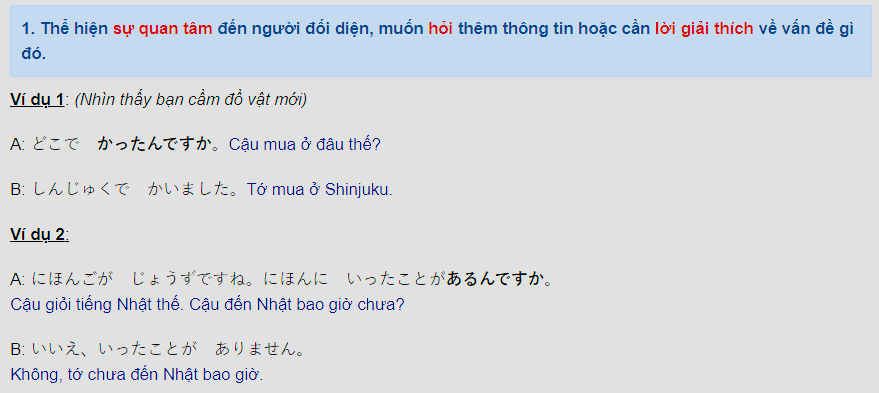 1. Thể hiện sự quan tâm đến người đối diện, muốn hỏi thêm thông tin hoặc cần lời giải thích về vấn đề gì
đó.
Ví dụ 1: (Nhìn thấy bạn cầm đồ vật mới)
A: どこで　かったんですか。Cậu mua ở đâu thế?
B: しんじゅくで　かいました。Tớ mua ở Shinjuku.
Ví dụ 2:
A: にほんごが　じょうずですね。にほんに　いったことがあるんですか。
Cậu giỏi tiếng Nhật thế. Cậu đến Nhật bao giờ chưa?
B: いいえ、いったことが　ありません。
Không, tớ chưa đến Nhật bao giờ.